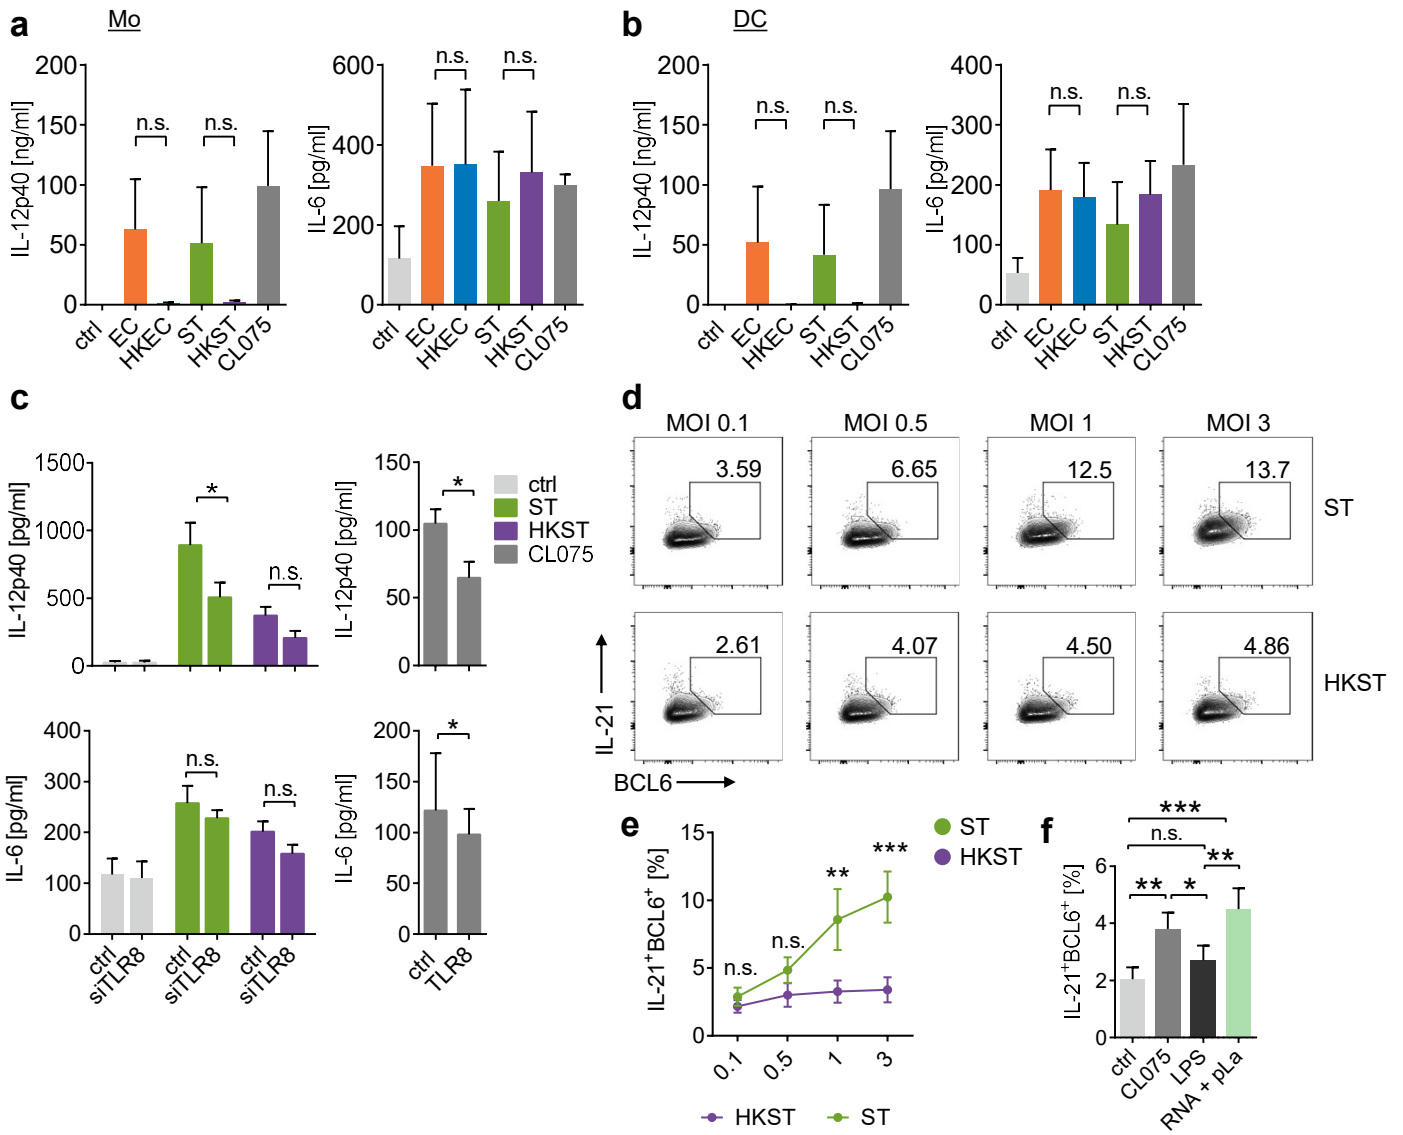 a
Mo
IL-12p40 [ng/ml]
200
150
100
50
0
n.s.
n.s.
ctrl
EC
HKEC
ST
HKST
CL075
IL-6 [pg/ml]
600
400
200
0
n.s.
n.s.
ctrl
EC
HKEC
ST
HKST
CL075
b
DC
IL-12p40 [ng/ml]
200
150
100
50
0
n.s.
n.s.
ctrl
EC
HKEC
ST
HKST
CL075
IL-6 [pg/ml]
400
300
200
100
0
n.s.
n.s.
ctrl
EC
HKEC
ST
HKST
CL075
c
IL-12p40 [pg/ml]
1500
1000
500
0
*
n.s.
IL-12p40 [pg/ml]
150
100
50
0
*
ctrl
ST
HKST
CL075
IL-6 [pg/ml]
400
300
200
100
0
n.s.
n.s.
ctrl
siTLR8
ctrl
siTLR8
ctrl
siTLR8
IL-6 [pg/ml]
200
150
100
50
0
*
ctrl
TLR8
d
MOI 0.1
MOI 0.5
MOI 1
MOI 3
3.59
6.65
12.5
13.7
ST
2.61
4.07
4.50
4.86
HKST
IL-21
BCL6
e
IL-21+BCL6+ [%]
15
10
5
0
n.s.
n.s.
**
***
0.1
0.5
1
3
ST
HKST
HKST
ST
f
IL-21+BCL6+ [%]
6
4
2
0
***
n.s.
**
**
*
ctrl
CL075
LPS
RNA + pLa